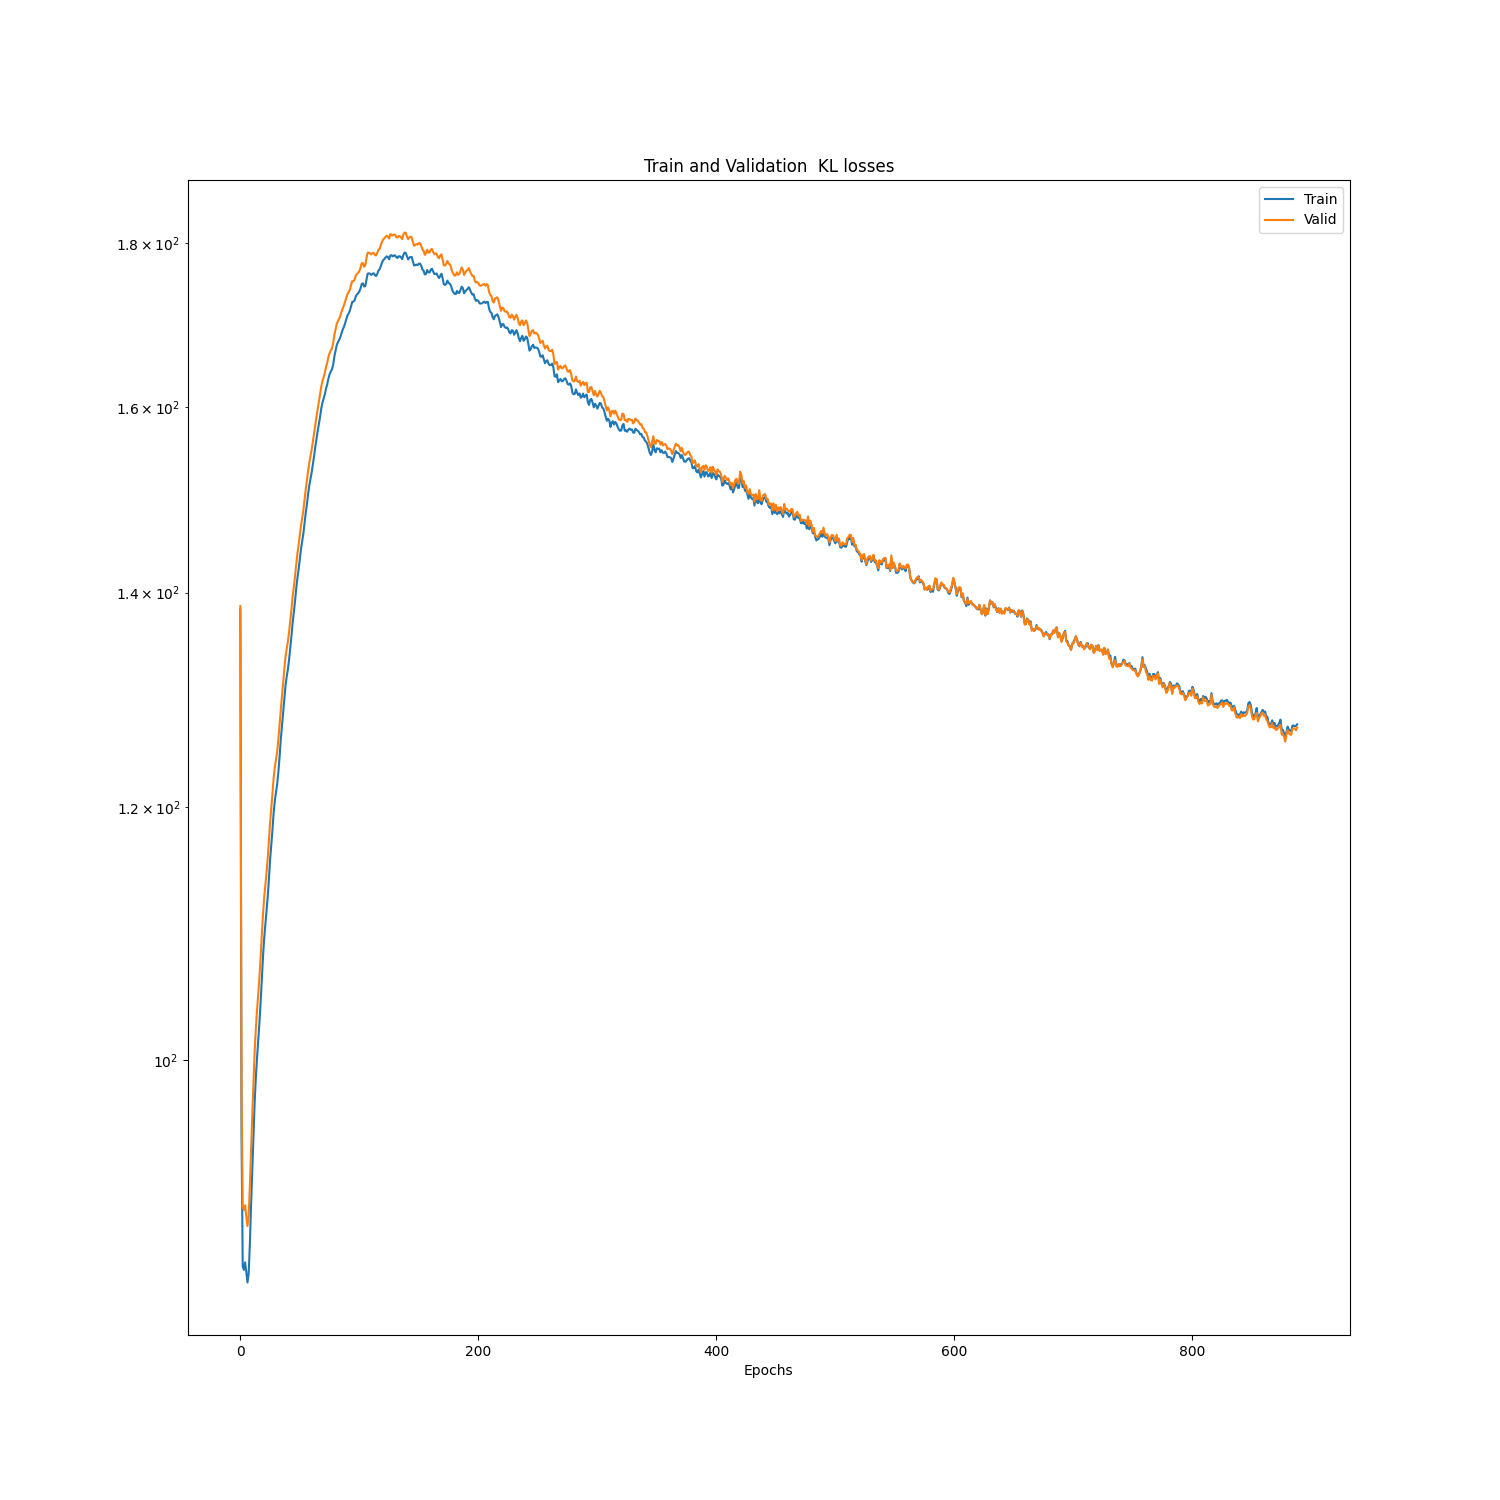 Train and Validation  KL losses
Train
Valid
1.8 × 10²
1.6 × 10²
1.4 × 10²
1.2 × 10²
10²
0 200 400 600 800
Epochs